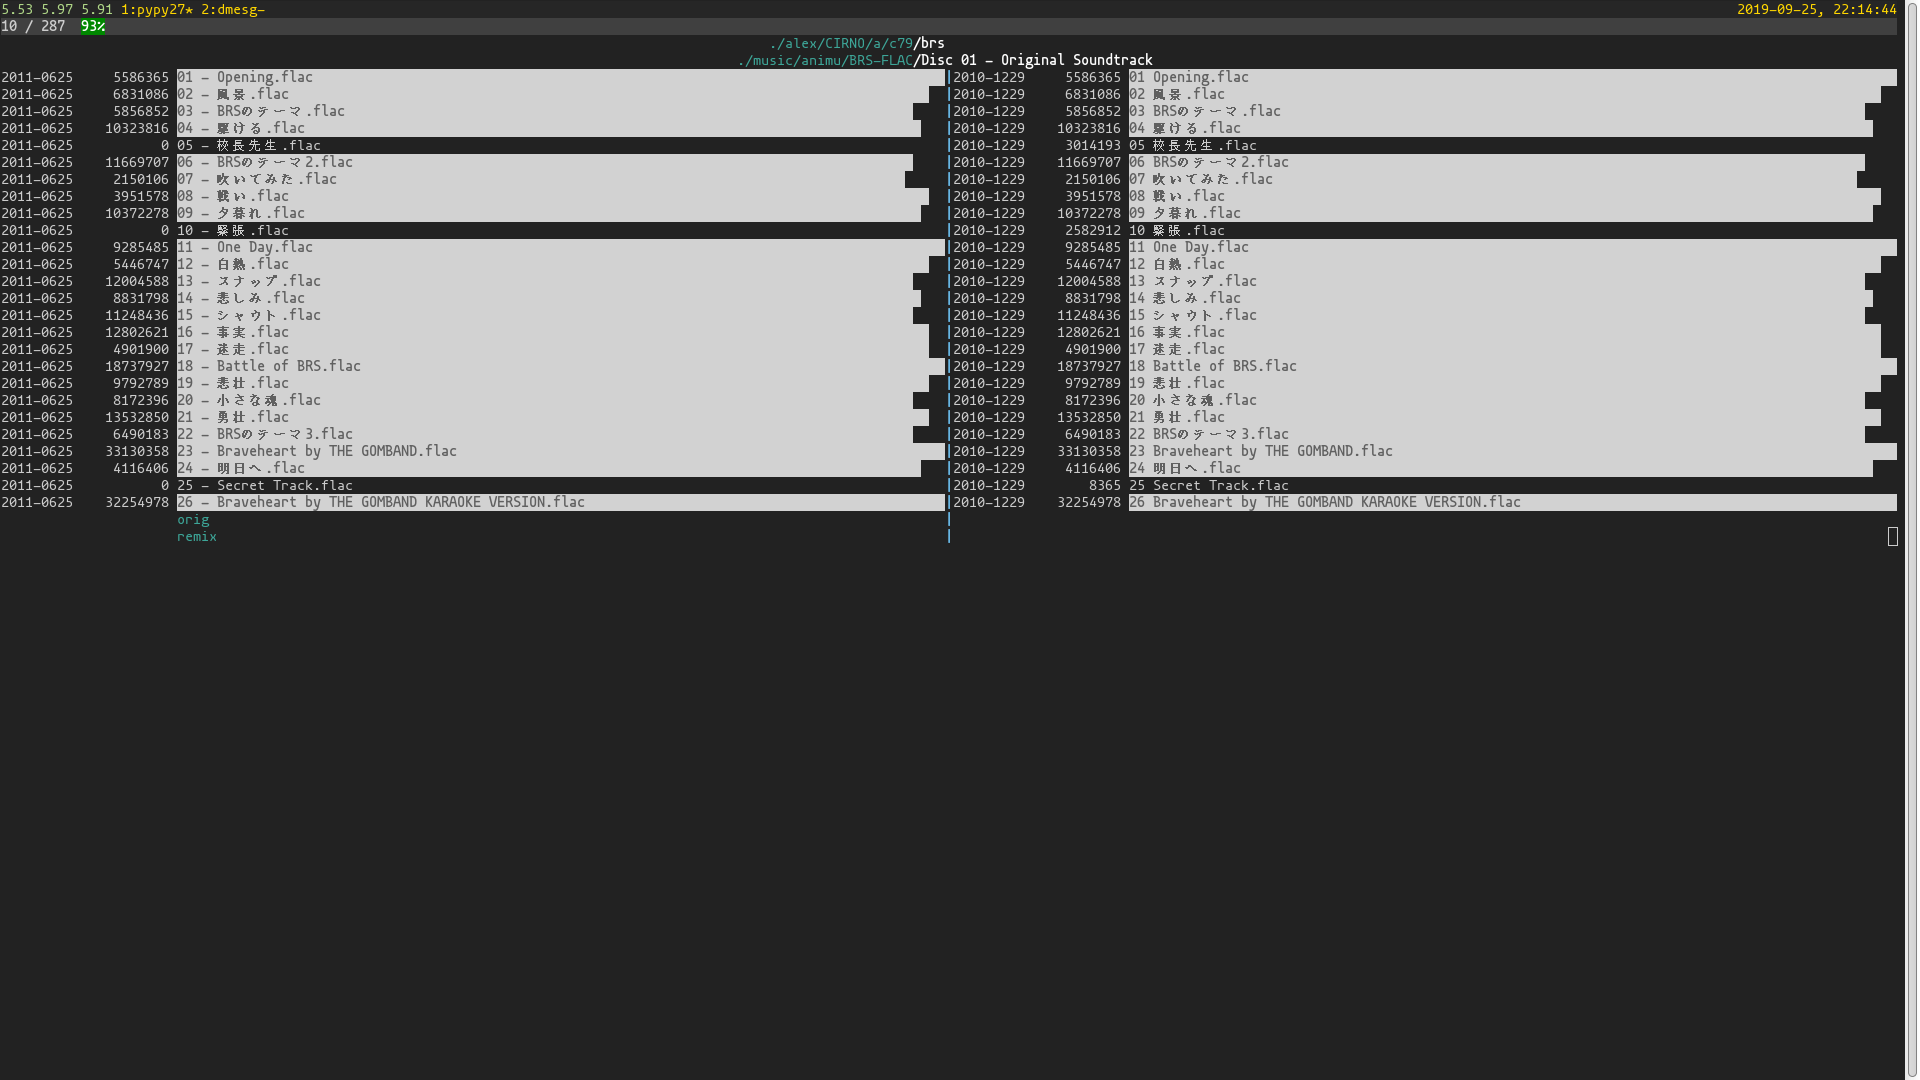 5.53 5.97 5.91 1:pypy27* 2:dmesg- 2019-09-25, 22:14:44
10 / 287 93%
./alex/CIRNO/a/c79/brs
./music/animu/BRS-FLAC/Disc 01 - Original Soundtrack
2011-0625 5586365 01 - Opening.flac |2010-1229 5586365 01 Opening.flac
2011-0625 6831086 02 - 風景.flac |2010-1229 6831086 02 風景.flac
2011-0625 5856852 03 - BRSのテーマ.flac |2010-1229 5856852 03 BRSのテーマ.flac
2011-0625 10323816 04 - 駆ける.flac |2010-1229 10323816 04 駆ける.flac
2011-0625 0 05 - 校長先生.flac |2010-1229 3014193 05 校長先生.flac
2011-0625 11669707 06 - BRSのテーマ2.flac |2010-1229 11669707 06 BRSのテーマ2.flac
2011-0625 2150106 07 - 吹いてみた.flac |2010-1229 2150106 07 吹いてみた.flac
2011-0625 3951578 08 - 戦い.flac |2010-1229 3951578 08 戦い.flac
2011-0625 10372278 09 - 夕暮れ.flac |2010-1229 10372278 09 夕暮れ.flac
2011-0625 0 10 - 緊張.flac |2010-1229 2582912 10 緊張.flac
2011-0625 9285485 11 - One Day.flac |2010-1229 9285485 11 One Day.flac
2011-0625 5446747 12 - 白熱.flac |2010-1229 5446747 12 白熱.flac
2011-0625 12004588 13 - スナップ.flac |2010-1229 12004588 13 スナップ.flac
2011-0625 8831798 14 - 悲しみ.flac |2010-1229 8831798 14 悲しみ.flac
2011-0625 11248436 15 - シャウト.flac |2010-1229 11248436 15 シャウト.flac
2011-0625 12802621 16 - 事実.flac |2010-1229 12802621 16 事実.flac
2011-0625 4901900 17 - 迷走.flac |2010-1229 4901900 17 迷走.flac
2011-0625 18737927 18 - Battle of BRS.flac |2010-1229 18737927 18 Battle of BRS.flac
2011-0625 9792789 19 - 悲壮.flac |2010-1229 9792789 19 悲壮.flac
2011-0625 8172396 20 - 小さな魂.flac |2010-1229 8172396 20 小さな魂.flac
2011-0625 13532850 21 - 勇壮.flac |2010-1229 13532850 21 勇壮.flac
2011-0625 6490183 22 - BRSのテーマ3.flac |2010-1229 6490183 22 BRSのテーマ3.flac
2011-0625 33130358 23 - Braveheart by THE GOMBAND.flac |2010-1229 33130358 23 Braveheart by THE GOMBAND.flac
2011-0625 4116406 24 - 明日へ.flac |2010-1229 4116406 24 明日へ.flac
2011-0625 0 25 - Secret Track.flac |2010-1229 8365 25 Secret Track.flac
2011-0625 32254978 26 - Braveheart by THE GOMBAND KARAOKE VERSION.flac |2010-1229 32254978 26 Braveheart by THE GOMBAND KARAOKE VERSION.flac
orig |
remix |